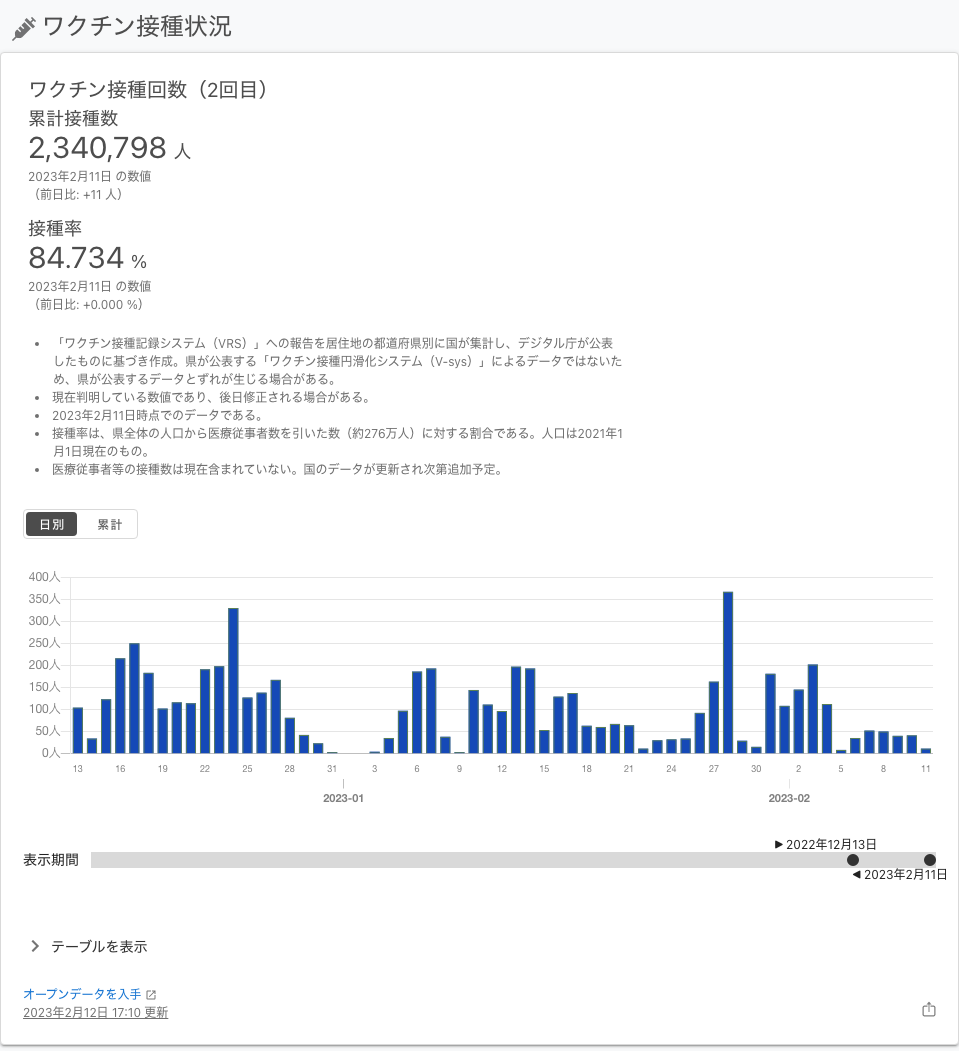 ワクチン接種状況
ワクチン接種回数（2回目）
累計接種数
2,340,798 人
2023年2月11日 の数値
（前日比: +11 人）
接種率
84.734 %
2023年2月11日 の数値
（前日比: +0.000 %）
• 「ワクチン接種記録システム（VRS）」への報告を居住地の都道府県別に国が集計し、デジタル庁が公表
したものに基づき作成。県が公表する「ワクチン接種円滑化システム（V-sys）」によるデータではないた
め、県が公表するデータとずれが生じる場合がある。
• 現在判明している数値であり、後日修正される場合がある。
• 2023年2月11日時点でのデータである。
• 接種率は、県全体の人口から医療従事者数を引いた数（約276万人）に対する割合である。人口は2021年1
月1日現在のもの。
• 医療従事者等の接種数は現在含まれていない。国のデータが更新され次第追加予定。
日別 累計
400人
350人
300人
250人
200人
150人
100人
50人
0人
13 16 19 22 25 28 31 3 6 9 12 15 18 21 24 27 30 2 5 8 11
2023-01 2023-02
▶ 2022年12月13日
表示期間
◀ 2023年2月11日
テーブルを表示
オープンデータを入手
2023年2月12日 17:10 更新